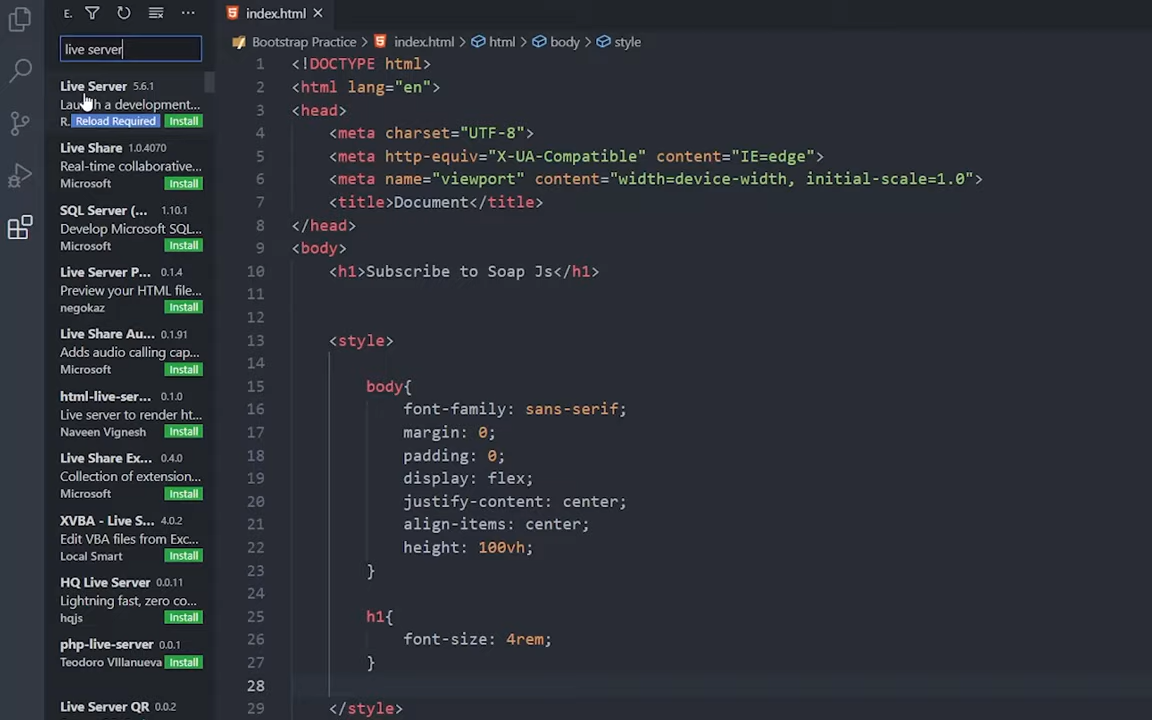 E.
live server
Live Server 5.6.1
a development...
R. Reload Required Install
Live Share 1.0.4070
Real-time collaborative...
Microsoft Install
SQL Server (... 1.10.1
Develop Microsoft SQL...
Microsoft Install
Live Server P... 0.1.4
Preview your HTML file...
negokaz Install
Live Share Au... 0.1.91
Adds audio calling cap...
Microsoft Install
html-live-ser... 0.1.0
Live server to render ht...
Naveen Vignesh Install
Live Share Ex... 0.4.0
Collection of extension...
Microsoft Install
XVBA - Live S... 4.0.2
Edit VBA files from Exc...
Local Smart Install
HQ Live Server 0.0.11
Lightning fast, zero co...
hqjs Install
php-live-server 0.0.1
Teodoro VIllanueva Install
Live Server QR 0.0.2
index.html
Bootstrap Practice > index.html > html > body > style
1 <!DOCTYPE html>
2 <html lang="en">
3 <head>
4 <meta charset="UTF-8">
5 <meta http-equiv="X-UA-Compatible" content="IE=edge">
6 <meta name="viewport" content="width=device-width, initial-scale=1.0">
7 <title>Document</title>
8 </head>
9 <body>
10 <h1>Subscribe to Soap Js</h1>
11
12
13 <style>
14
15 body{
16 font-family: sans-serif;
17 margin: 0;
18 padding: 0;
19 display: flex;
20 justify-content: center;
21 align-items: center;
22 height: 100vh;
23 }
24
25 h1{
26 font-size: 4rem;
27 }
28
29 </style>